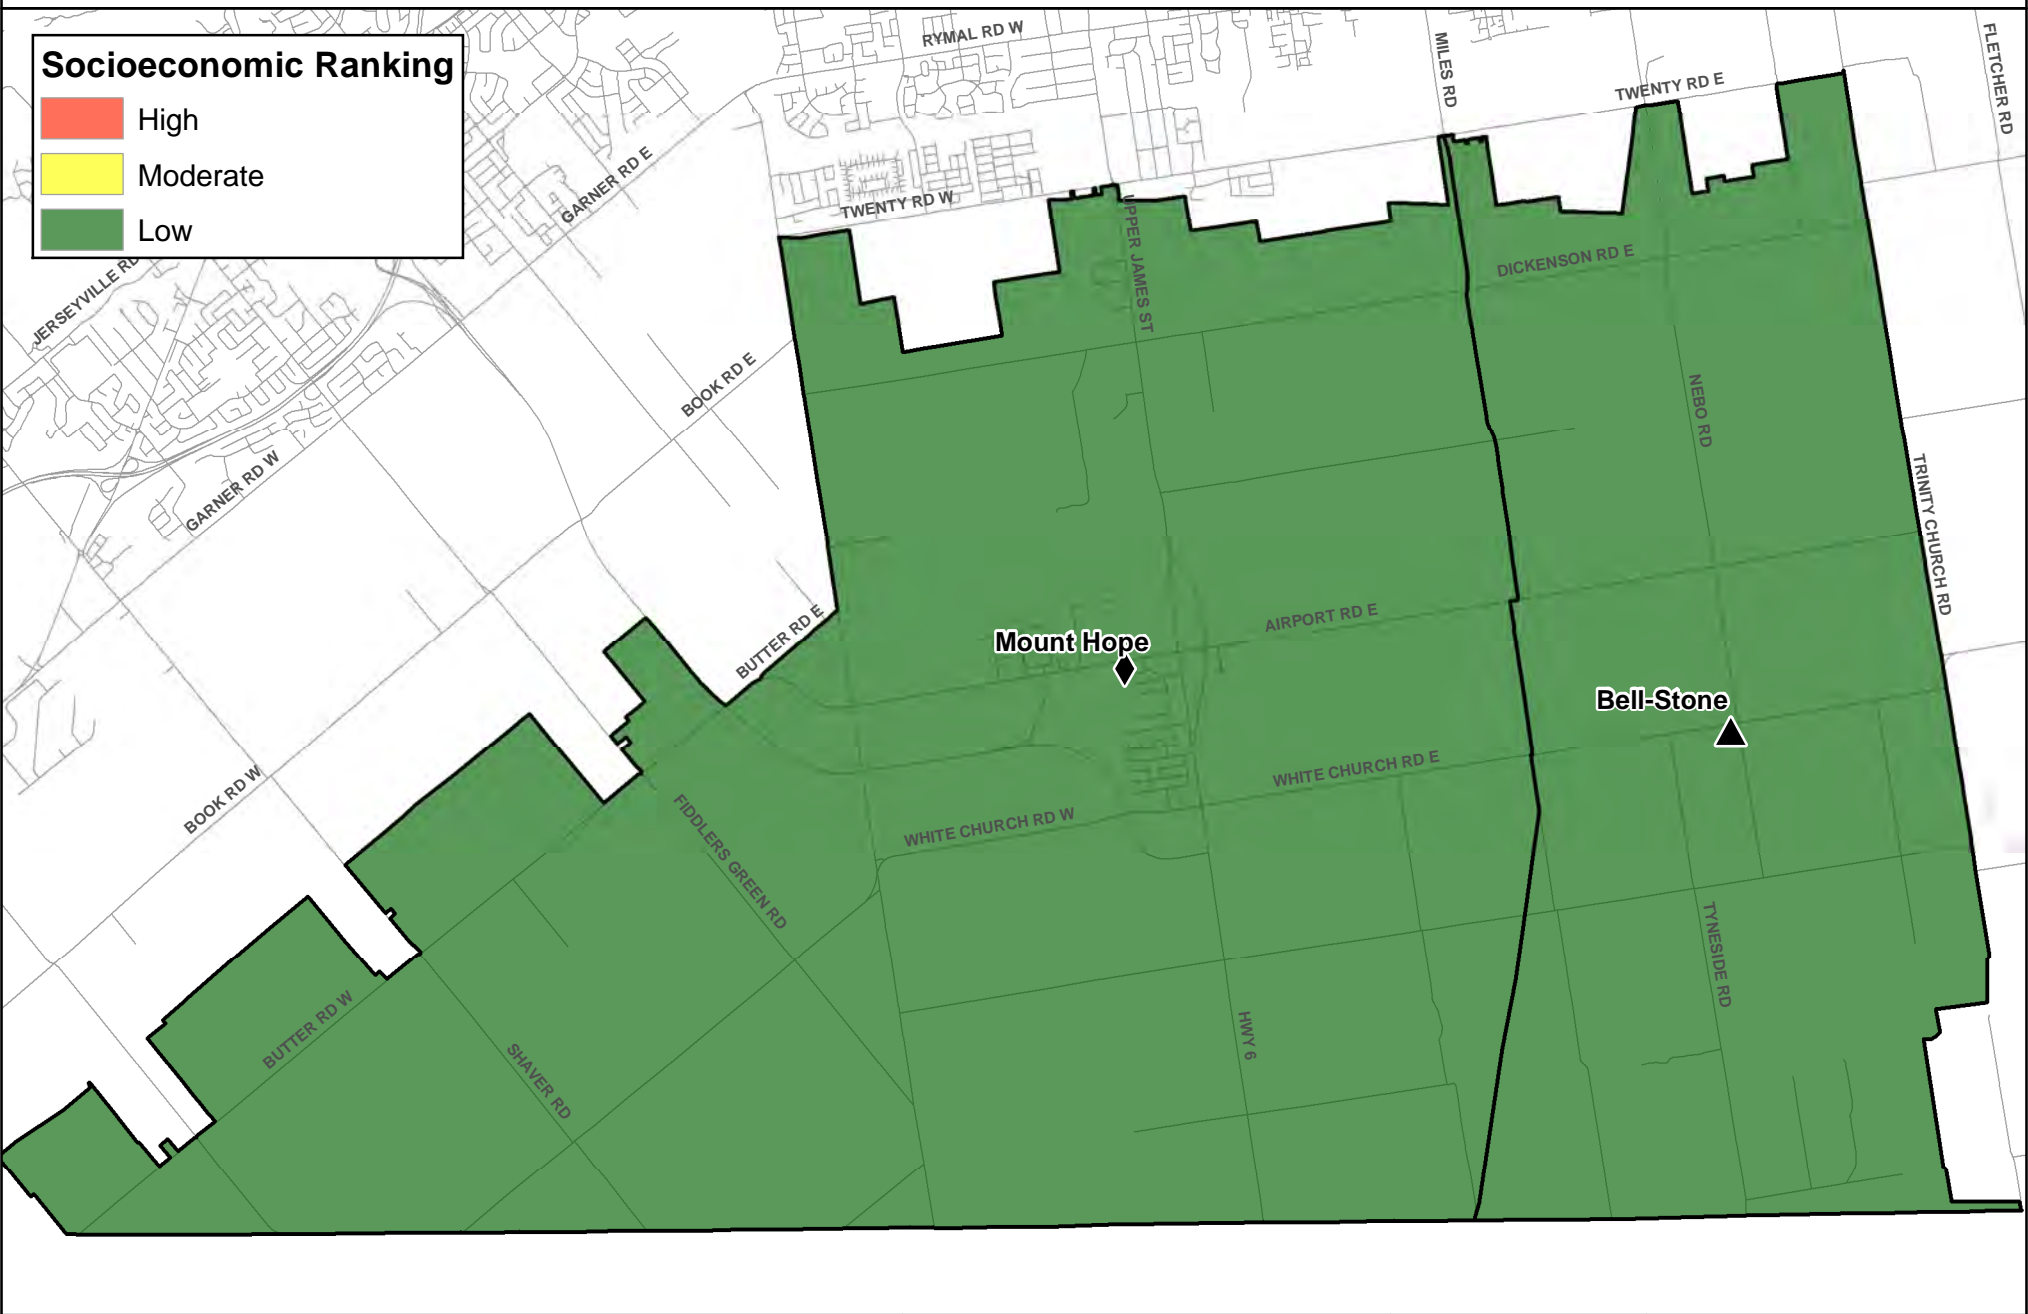 Socioeconomic Ranking
High
Moderate
Low
RYMAL RD W
MILES RD
FLETCHER RD
TWENTY RD E
GARNER RD E
TWENTY RD W
JERSEYVILLE RD
UPPER JAMES ST
DICKENSON RD E
BOOK RD E
NEBO RD
GARNER RD W
TRINITY CHURCH RD
BUTTER RD E
AIRPORT RD E
Mount Hope
Bell-Stone
BOOK RD W
WHITE CHURCH RD E
WHITE CHURCH RD W
FIDDLERS GREEN RD
TYNESIDE RD
BUTTER RD W
SHAVER RD
HWY 6